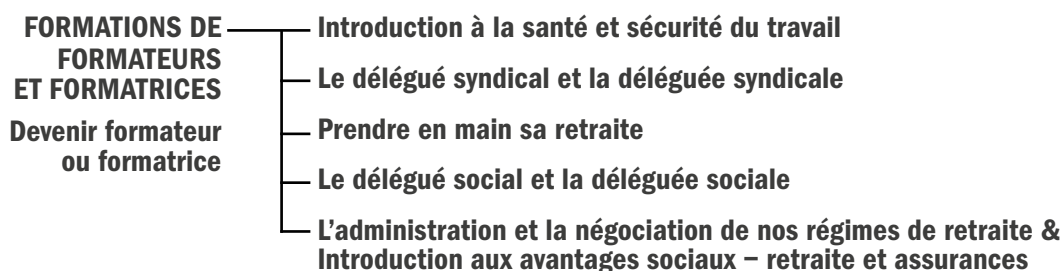 FORMATIONS DE
FORMATEURS
ET FORMATRICES
Devenir formateur
ou formatrice
Introduction à la santé et sécurité du travail
Le délégué syndical et la déléguée syndicale
Prendre en main sa retraite
Le délégué social et la déléguée sociale
L’administration et la négociation de nos régimes de retraite &
Introduction aux avantages sociaux – retraite et assurances